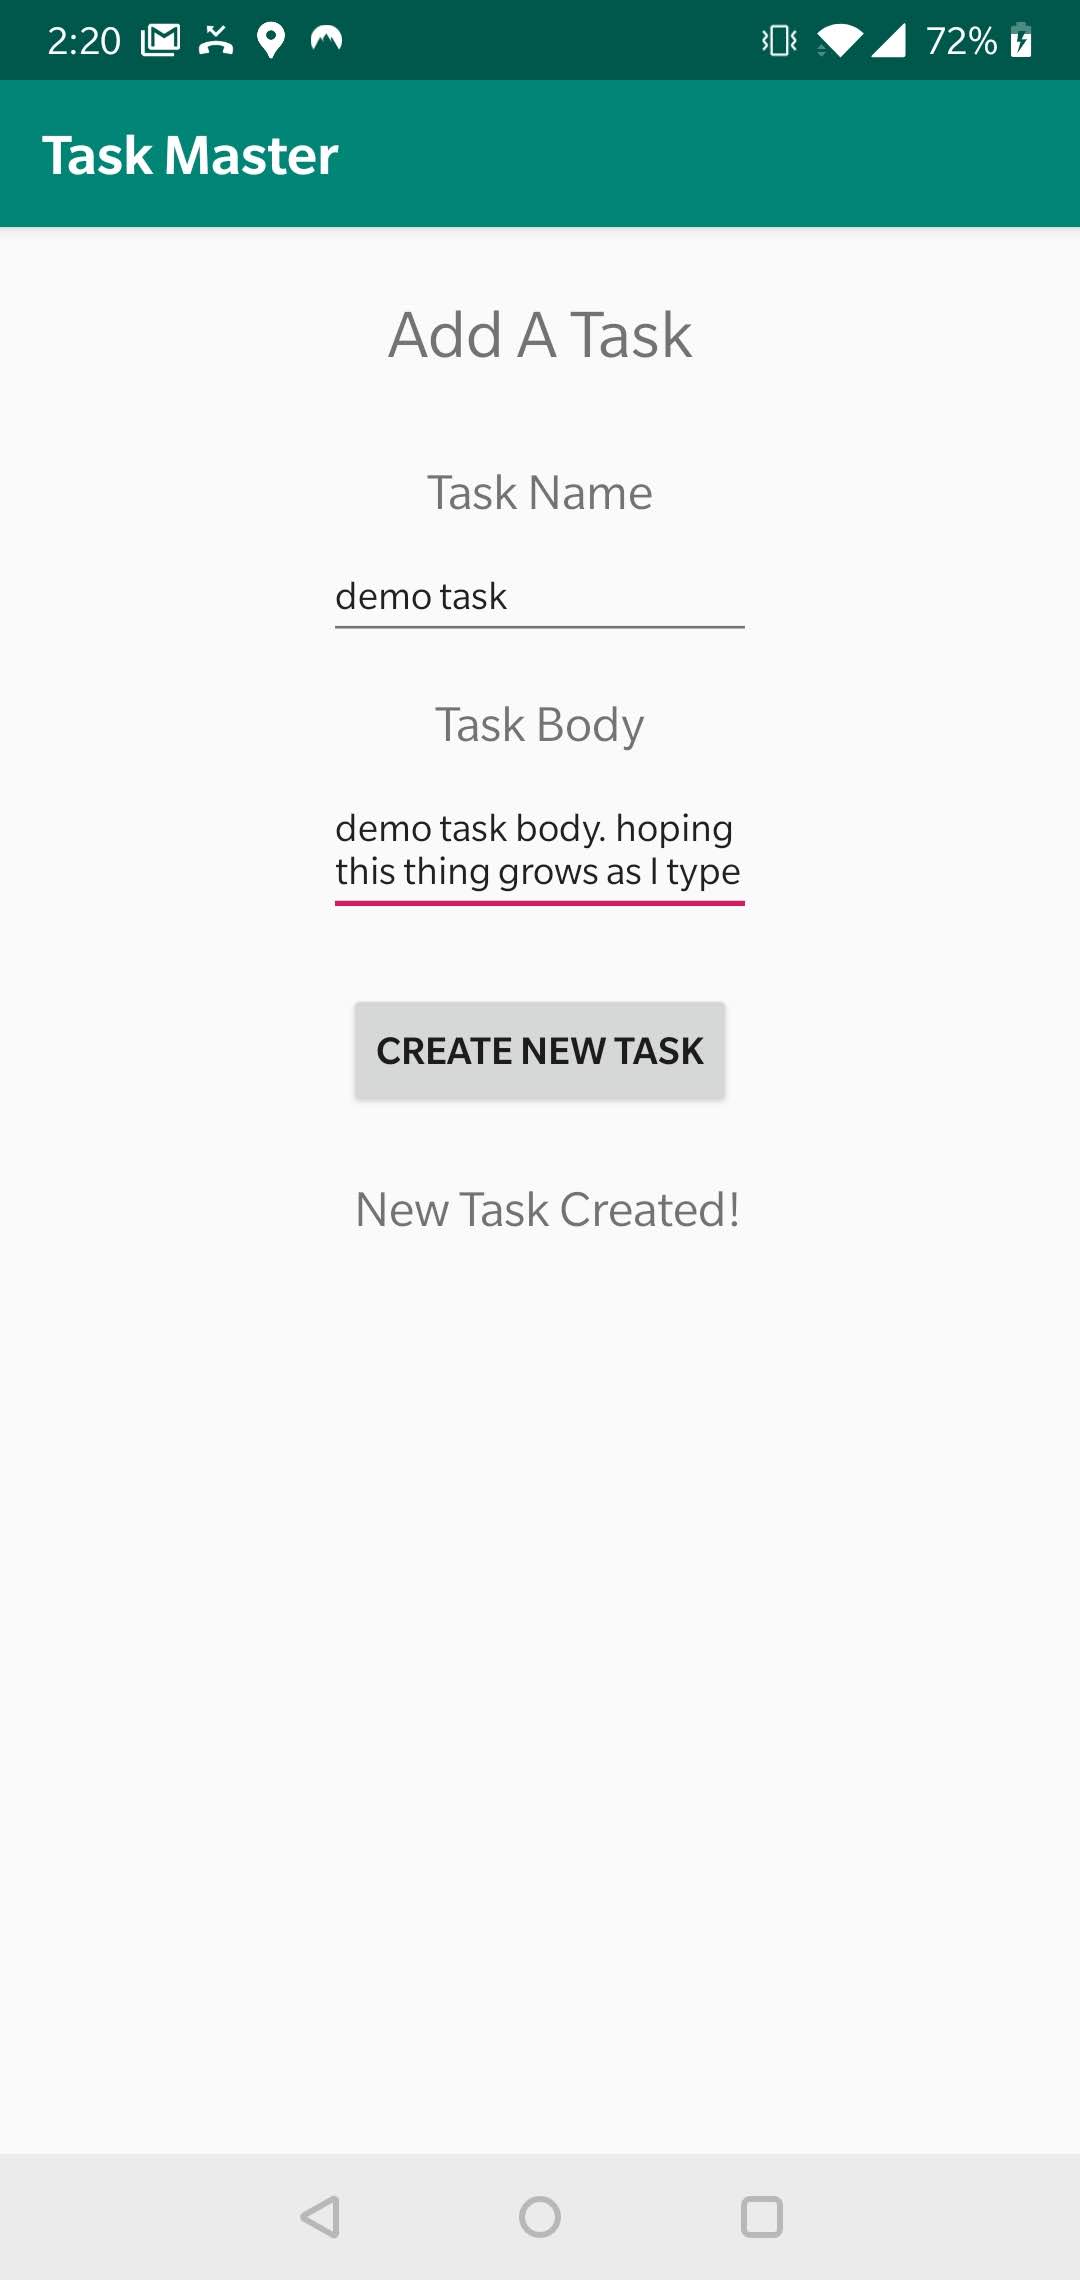 2:20 72%
Task Master
Add A Task
Task Name
demo task
Task Body
demo task body. hoping
this thing grows as I type
CREATE NEW TASK
New Task Created!